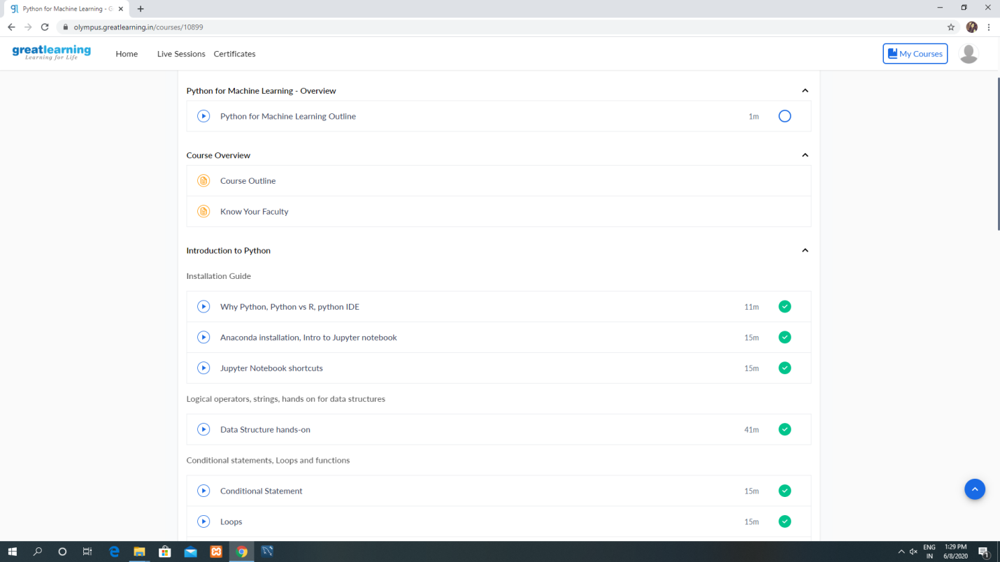 Python for Machine Learning - G
olympus.greatlearning.in/courses/10899
greatlearning
Learning for Life
Home Live Sessions Certificates My Courses
Python for Machine Learning - Overview
Python for Machine Learning Outline 1m
Course Overview
Course Outline
Know Your Faculty
Introduction to Python
Installation Guide
Why Python, Python vs R, python IDE 11m
Anaconda installation, Intro to Jupyter notebook 15m
Jupyter Notebook shortcuts 15m
Logical operators, strings, hands on for data structures
Data Structure hands-on 41m
Conditional statements, Loops and functions
Conditional Statement 15m
Loops 15m
ENG 1:29 PM
IN 6/8/2020 1